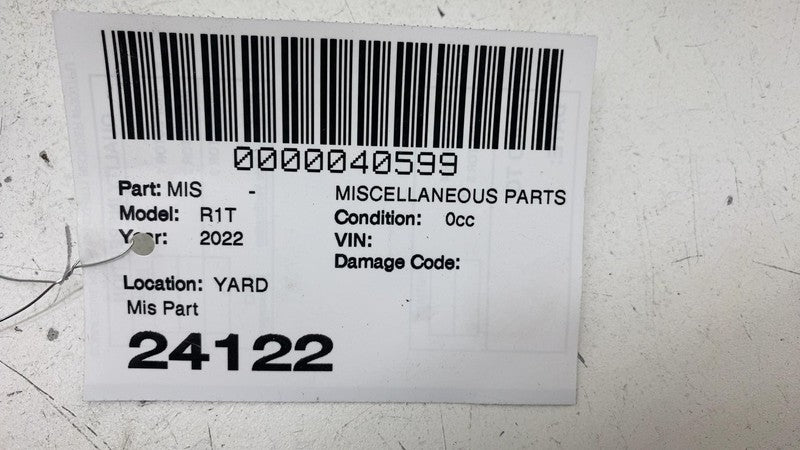 0000040599
Part: MIS - MISCELLANEOUS PARTS
Model: R1T Condition: 0cc
Year: 2022 VIN:
Damage Code:
Location: YARD
Mis Part
24122